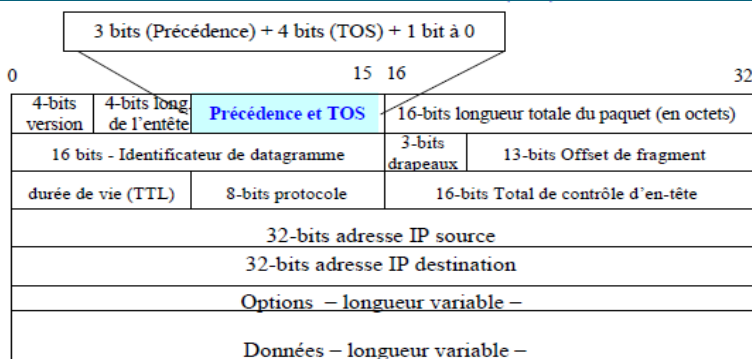 3 bits (Précédence) + 4 bits (TOS) + 1 bit à 0
0 15 16 32
4-bits version 4-bits long. de l'entête Précédence et TOS 16-bits longueur totale du paquet (en octets)
16 bits - Identificateur de datagramme 3-bits drapeaux 13-bits Offset de fragment
durée de vie (TTL) 8-bits protocole 16-bits Total de contrôle d'en-tête
32-bits adresse IP source
32-bits adresse IP destination
Options – longueur variable –
Données – longueur variable –